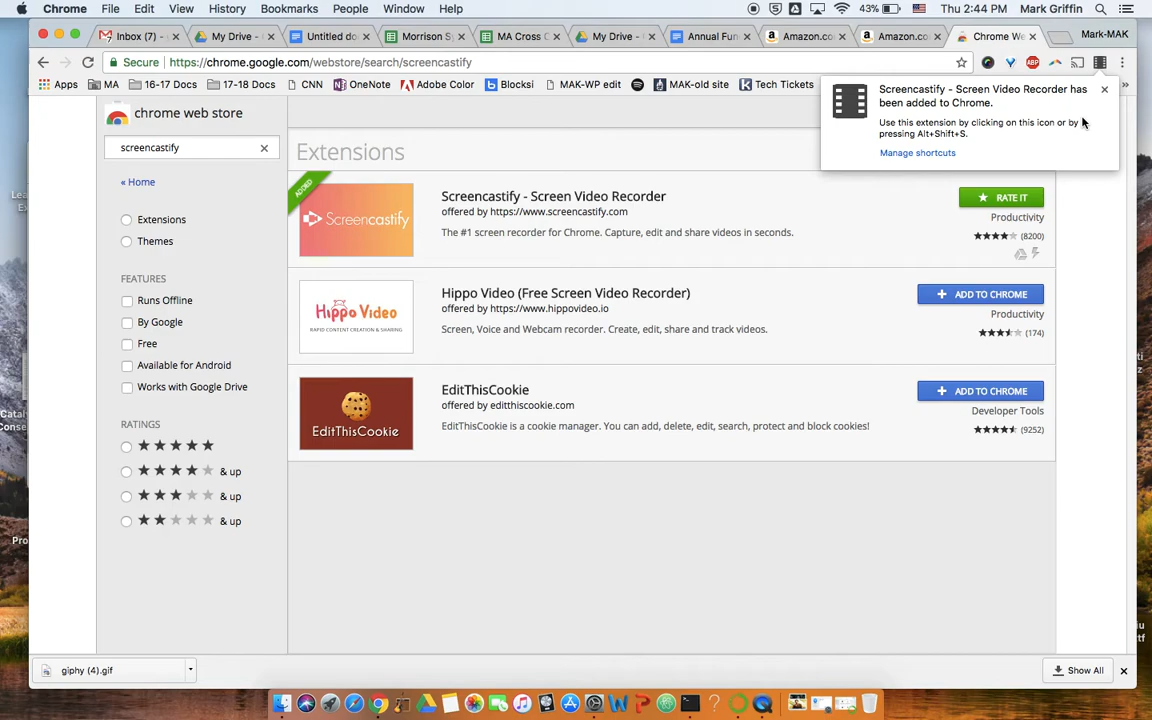 Chrome File Edit View History Bookmarks People Window Help 43% Thu 2:44 PM Mark Griffin
Inbox (7) - My Drive - Untitled do Morrison Sy MA Cross C My Drive - Annual Fun Amazon.co Amazon.co Chrome We Mark-MAK
Secure https://chrome.google.com/webstore/search/screencastify ABP
Apps MA 16-17 Docs 17-18 Docs CNN OneNote Adobe Color MAK-WP edit MAK-old site Tech Tickets »
Screencastify - Screen Video Recorder has
been added to Chrome.
Use this extension by clicking on this icon or by
pressing Alt+Shift+S.
Manage shortcuts
chrome web store
screencastify
« Home
Extensions
Themes
FEATURES
Runs Offline
By Google
Free
Available for Android
Works with Google Drive
RATINGS
& up
& up
& up
Extensions
ADDED
Screencastify
Screencastify - Screen Video Recorder
offered by https://www.screencastify.com
The #1 screen recorder for Chrome. Capture, edit and share videos in seconds.
RATE IT
Productivity
(8200)
Hippo Video
RAPID CONTENT CREATION & SHARING
Hippo Video (Free Screen Video Recorder)
offered by https://www.hippovideo.io
Screen, Voice and Webcam recorder. Create, edit, share and track videos.
ADD TO CHROME
Productivity
(174)
EditThisCookie
EditThisCookie
offered by editthiscookie.com
EditThisCookie is a cookie manager. You can add, delete, edit, search, protect and block cookies!
ADD TO CHROME
Developer Tools
(9252)
Catal
Conse
Pro
giphy (4).gif
Show All